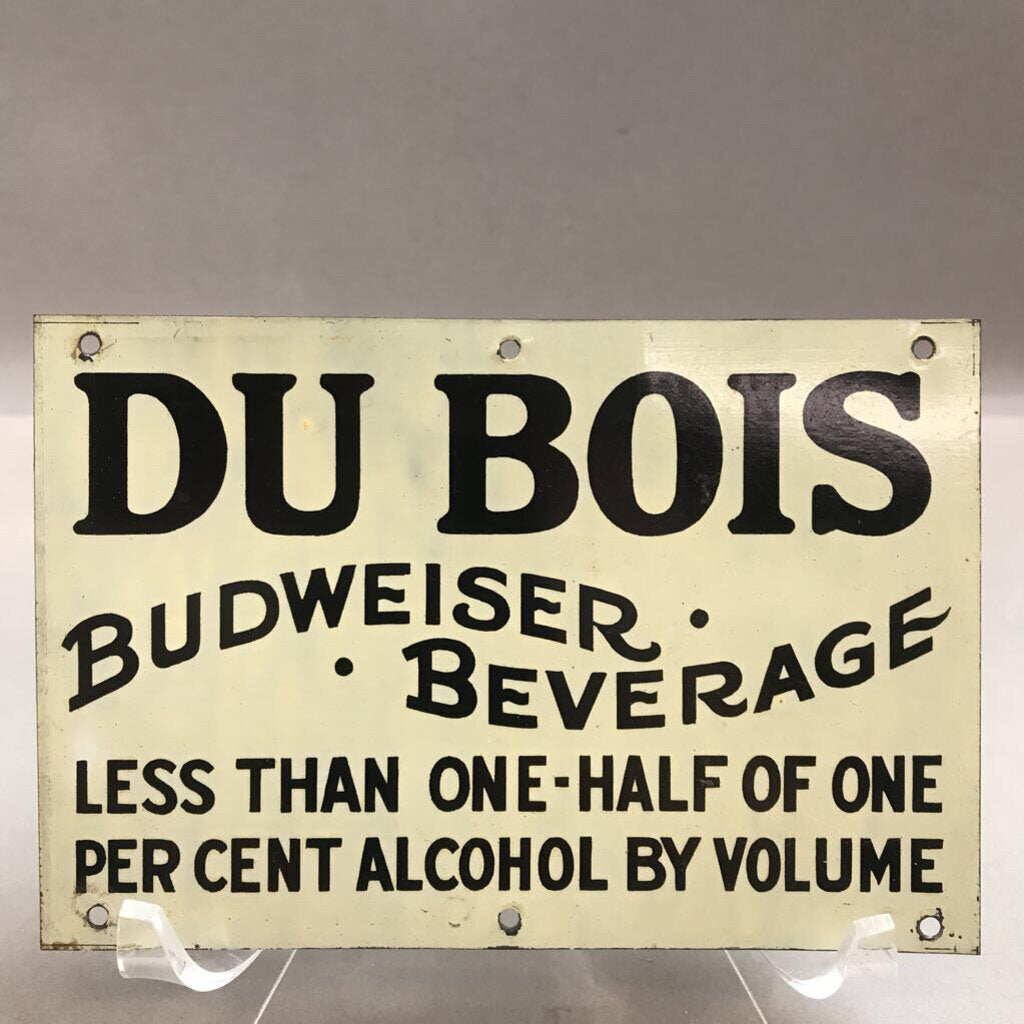 DU BOIS
BUDWEISER •
• BEVERAGE
LESS THAN ONE-HALF OF ONE
PER CENT ALCOHOL BY VOLUME